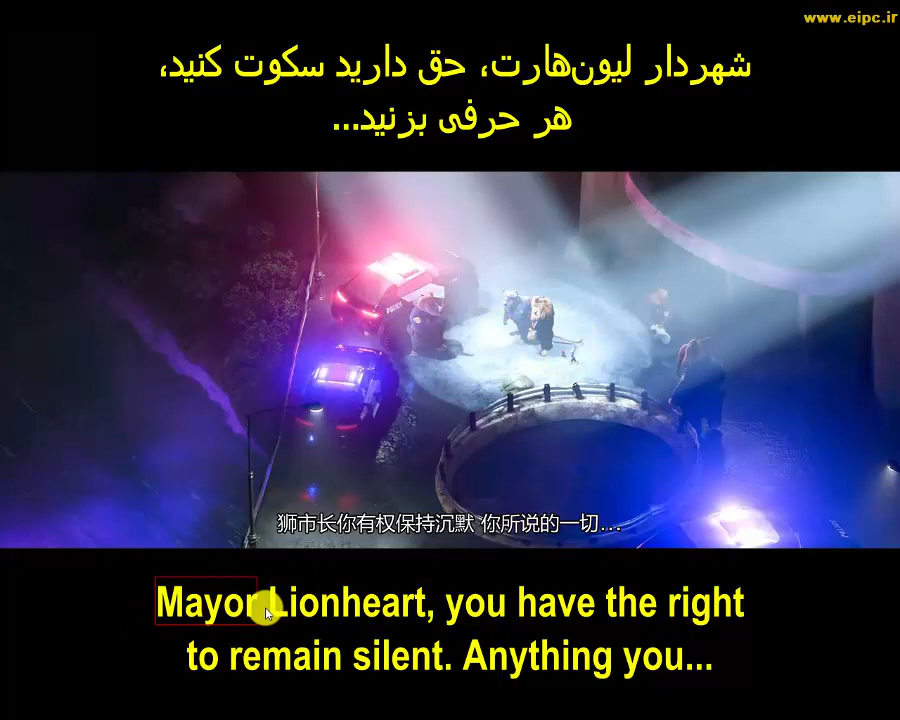 www.eipc.ir
شهردار لیون‌هارت، حق دارید سکوت کنید،
هر حرفی بزنید...
POLICE
狮市长你有权保持沉默 你所说的一切...
Mayor Lionheart, you have the right
to remain silent. Anything you...